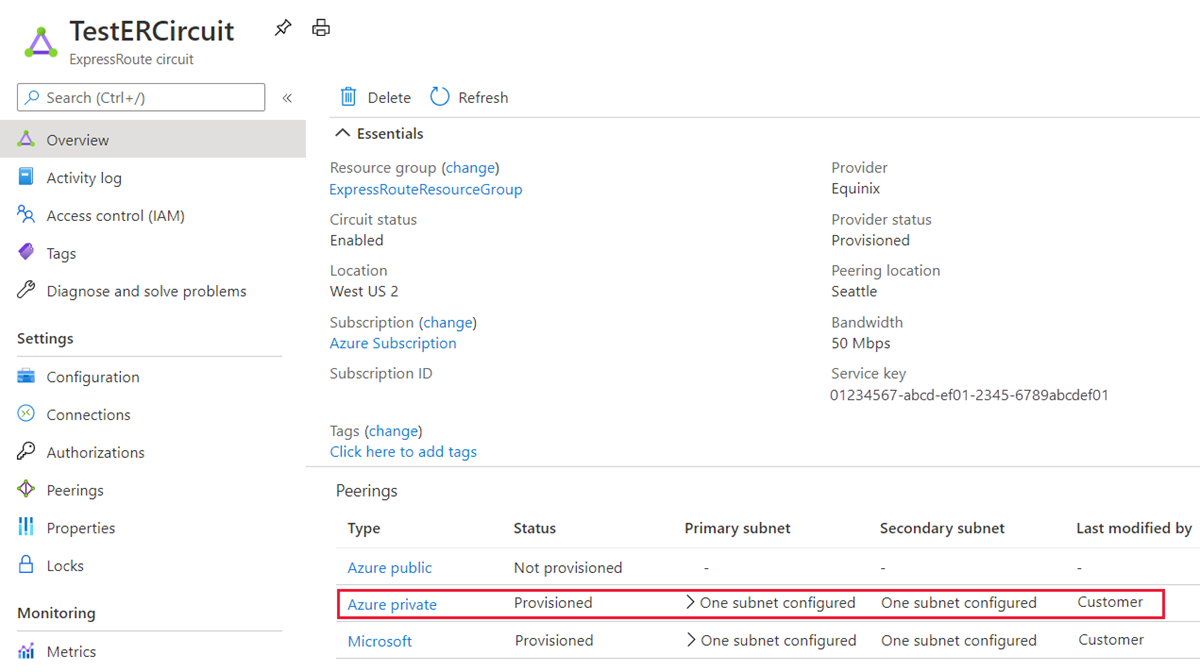 TestERCircuit
ExpressRoute circuit
Search (Ctrl+/)
«
Overview
Activity log
Access control (IAM)
Tags
Diagnose and solve problems
Settings
Configuration
Connections
Authorizations
Peerings
Properties
Locks
Monitoring
Metrics
Delete Refresh
Essentials
Resource group (change)
ExpressRouteResourceGroup
Circuit status
Enabled
Location
West US 2
Subscription (change)
Azure Subscription
Subscription ID
Tags (change)
Click here to add tags
Provider
Equinix
Provider status
Provisioned
Peering location
Seattle
Bandwidth
50 Mbps
Service key
01234567-abcd-ef01-2345-6789abcdef01
Peerings
Type Status Primary subnet Secondary subnet Last modified by
Azure public Not provisioned - - -
Azure private Provisioned One subnet configured One subnet configured Customer
Microsoft Provisioned One subnet configured One subnet configured Customer